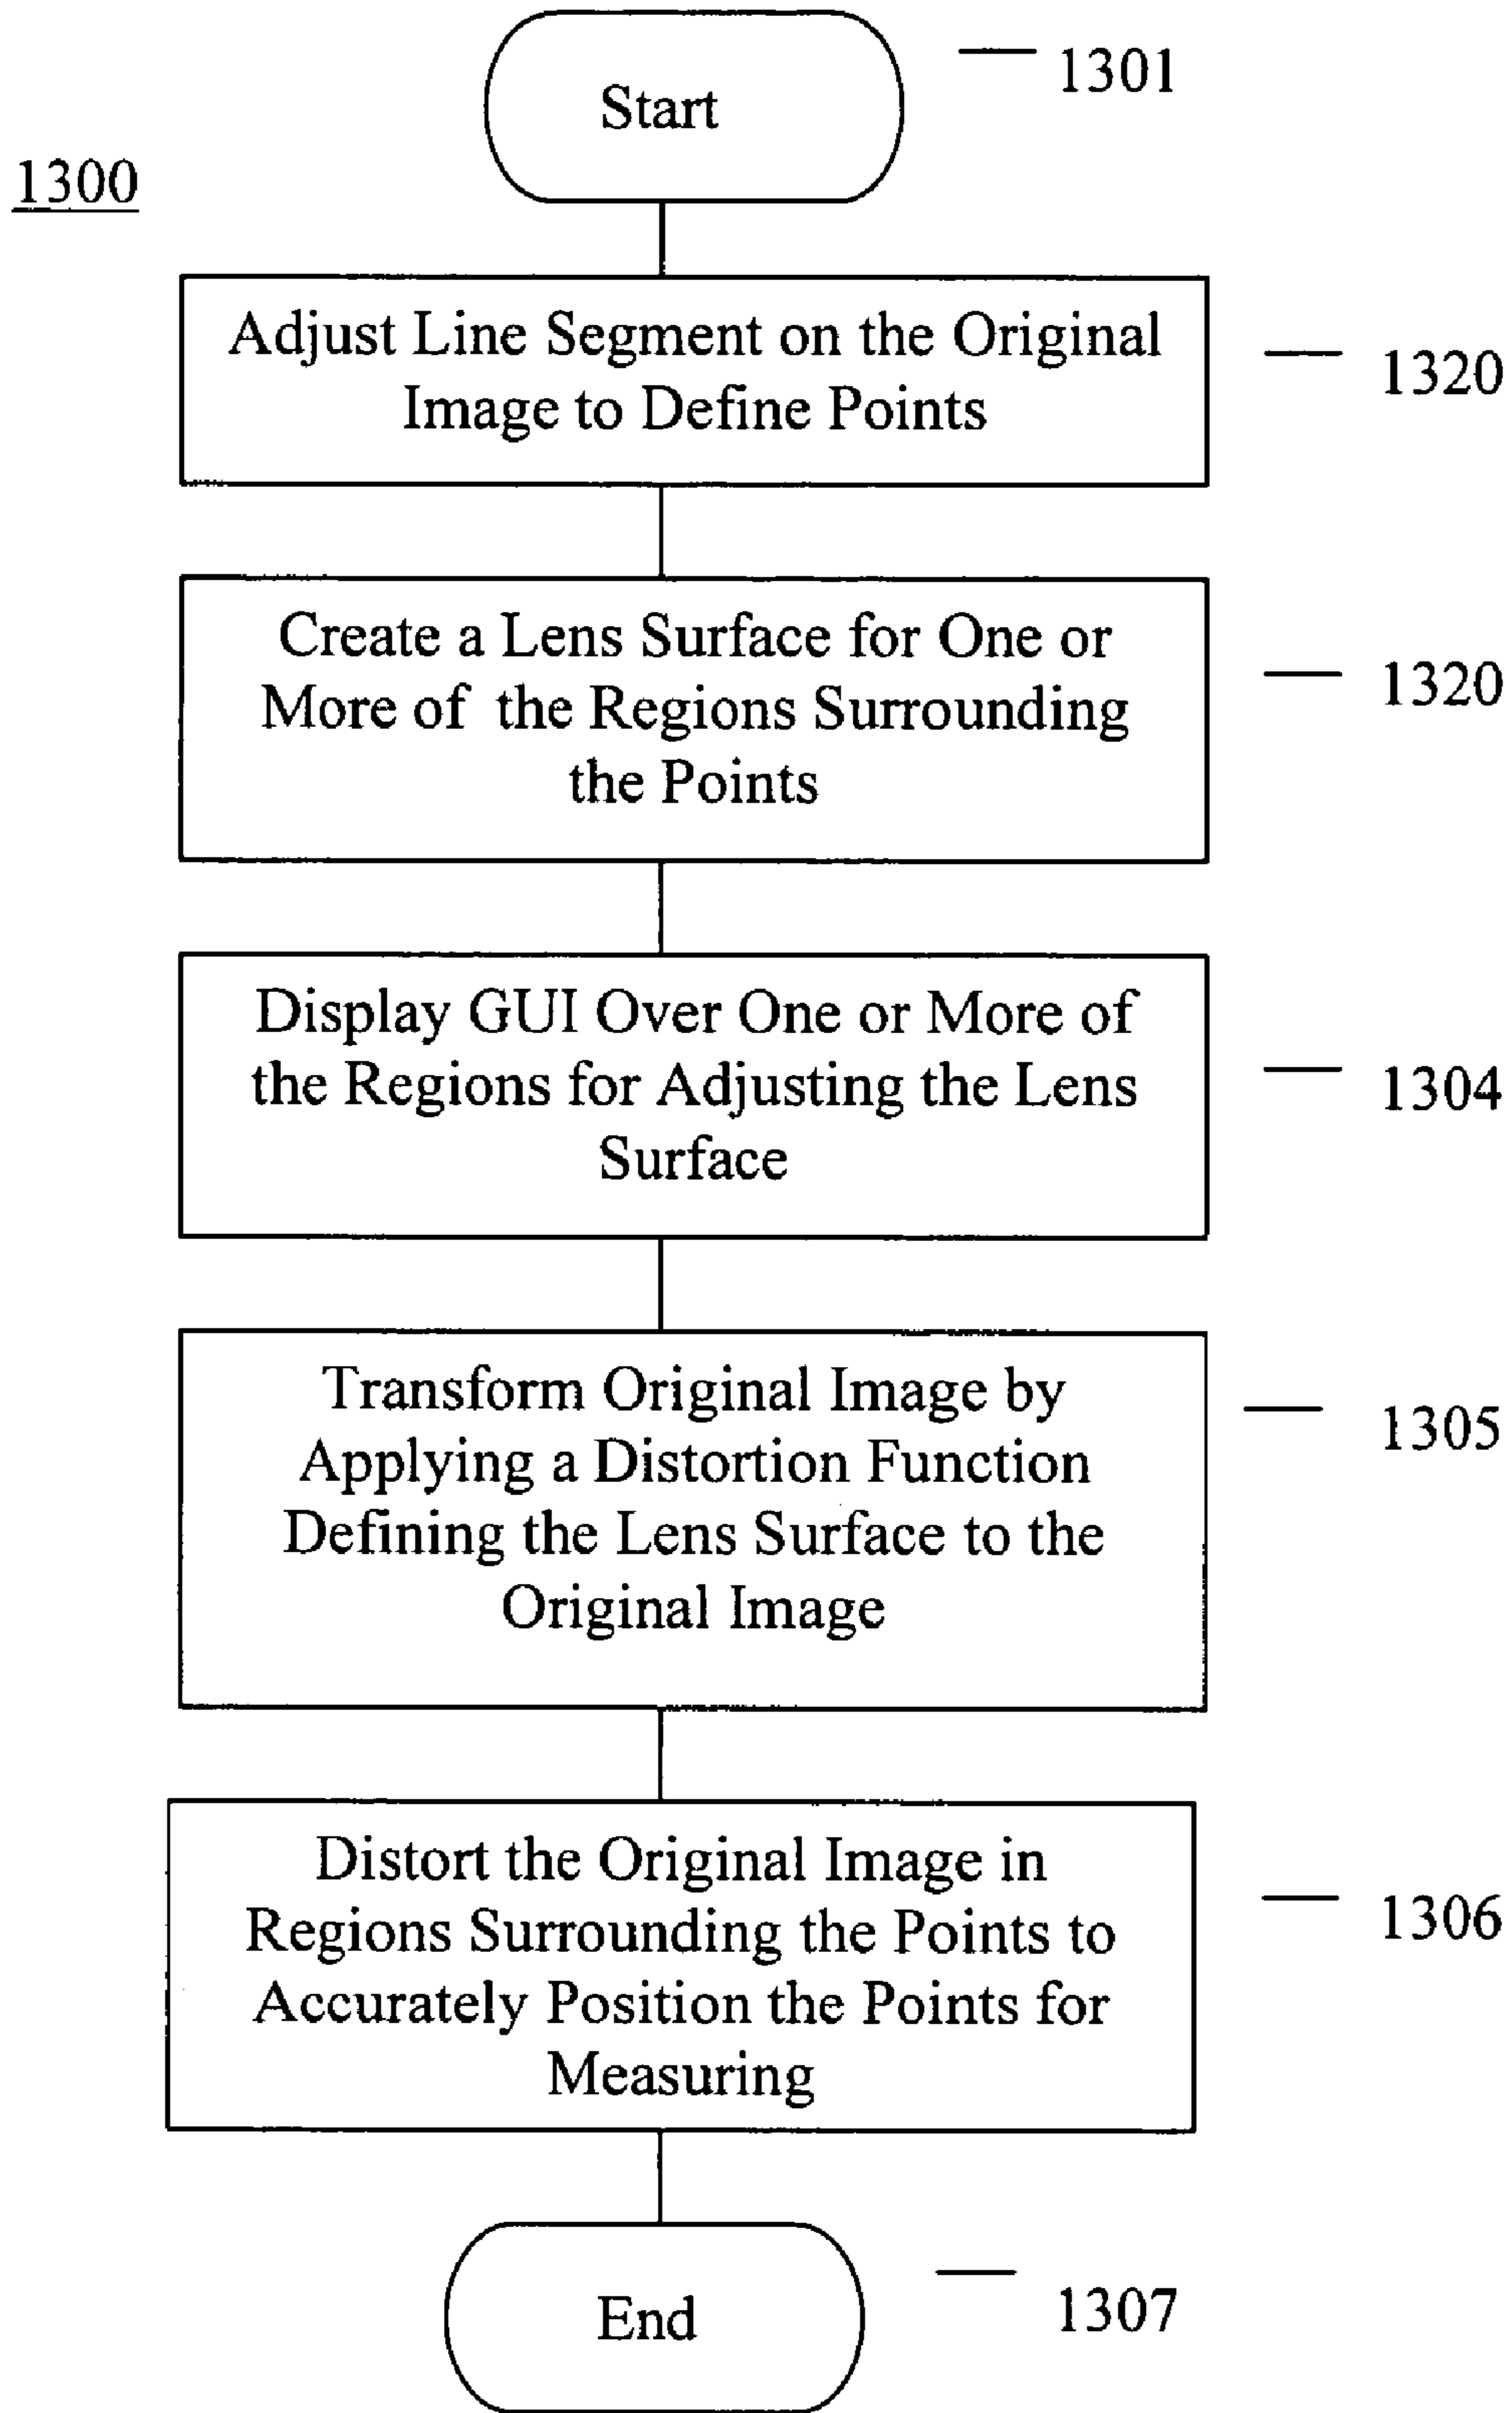 Start
1301
1300
Adjust Line Segment on the Original
Image to Define Points
1320
Create a Lens Surface for One or
More of the Regions Surrounding
the Points
1320
Display GUI Over One or More of
the Regions for Adjusting the Lens
Surface
1304
Transform Original Image by
Applying a Distortion Function
Defining the Lens Surface to the
Original Image
1305
Distort the Original Image in
Regions Surrounding the Points to
Accurately Position the Points for
Measuring
1306
End
1307